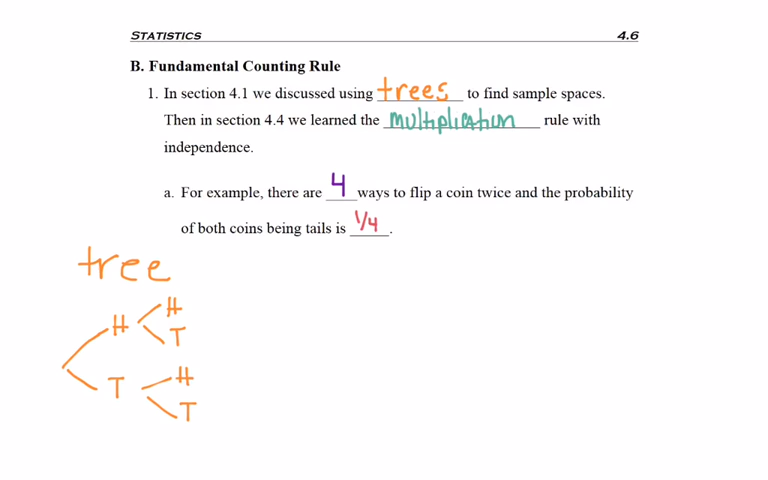 STATISTICS 4.6
B. Fundamental Counting Rule
1. In section 4.1 we discussed using trees to find sample spaces.
Then in section 4.4 we learned the multiplication rule with
independence.
a. For example, there are 4 ways to flip a coin twice and the probability
of both coins being tails is 1/4.
tree
H
H
T
T
H
T